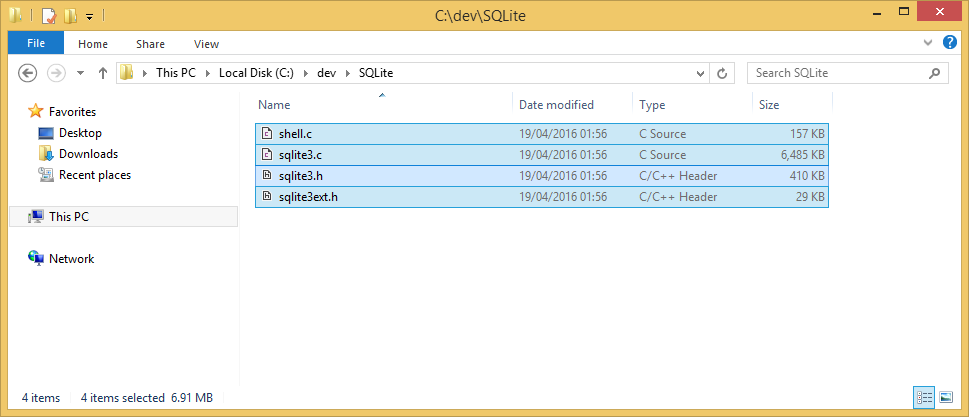 C:\dev\SQLite
File Home Share View
This PC Local Disk (C:) dev SQLite Search SQLite
Name Date modified Type Size
Favorites
Desktop
Downloads
Recent places
This PC
Network
shell.c 19/04/2016 01:56 C Source 157 KB
sqlite3.c 19/04/2016 01:56 C Source 6,485 KB
sqlite3.h 19/04/2016 01:56 C/C++ Header 410 KB
sqlite3ext.h 19/04/2016 01:56 C/C++ Header 29 KB
4 items 4 items selected 6.91 MB